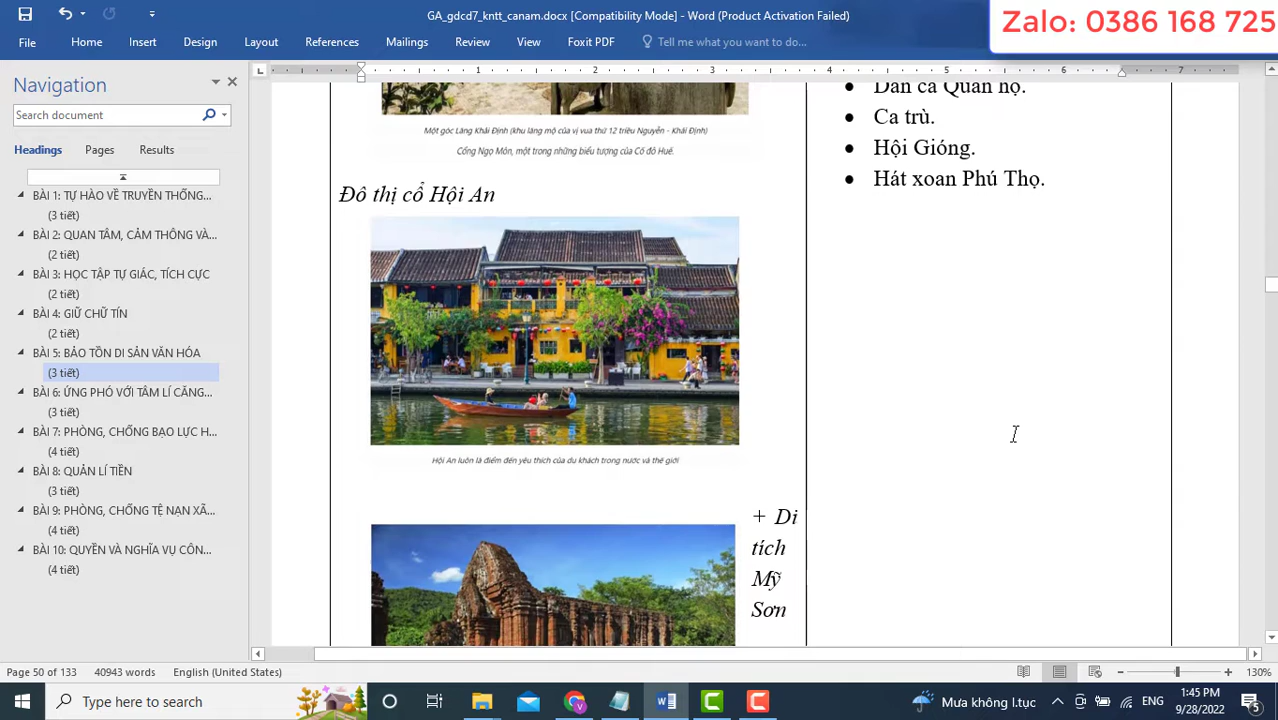 GA_gdcd7_kntt_canam.docx [Compatibility Mode] - Word (Product Activation Failed)
Zalo: 0386 168 725
File Home Insert Design Layout References Mailings Review View Foxit PDF Tell me what you want to do...
Navigation
Search document
Headings Pages Results
BÀI 1: TỰ HÀO VỀ TRUYỀN THỐNG...
(3 tiết)
BÀI 2: QUAN TÂM, CẢM THÔNG VÀ...
(2 tiết)
BÀI 3: HỌC TẬP TỰ GIÁC, TÍCH CỰC
(2 tiết)
BÀI 4: GIỮ CHỮ TÍN
(2 tiết)
BÀI 5: BẢO TỒN DI SẢN VĂN HÓA
(3 tiết)
BÀI 6: ỨNG PHÓ VỚI TÂM LÍ CĂNG...
(3 tiết)
BÀI 7: PHÒNG, CHỐNG BẠO LỰC H...
(4 tiết)
BÀI 8: QUẢN LÍ TIỀN
(3 tiết)
BÀI 9: PHÒNG, CHỐNG TỆ NẠN XÃ...
(4 tiết)
BÀI 10: QUYỀN VÀ NGHĨA VỤ CÔN...
(4 tiết)
1 2 3 5 6 7
Một góc Lăng Khải Định (khu lăng mộ của vị vua thứ 12 triều Nguyễn - Khải Định)
Cổng Ngọ Môn, một trong những biểu tượng của Cố đô Huế.
Đô thị cổ Hội An
Hội An luôn là điểm đến yêu thích của du khách trong nước và thế giới
+ Di
tích
Mỹ
Sơn
• Dân ca Quan họ.
• Ca trù.
• Hội Gióng.
• Hát xoan Phú Thọ.
Page 50 of 133 40943 words English (United States) 130%
Type here to search
Mưa không l.tục
ENG
1:45 PM
9/28/2022
5